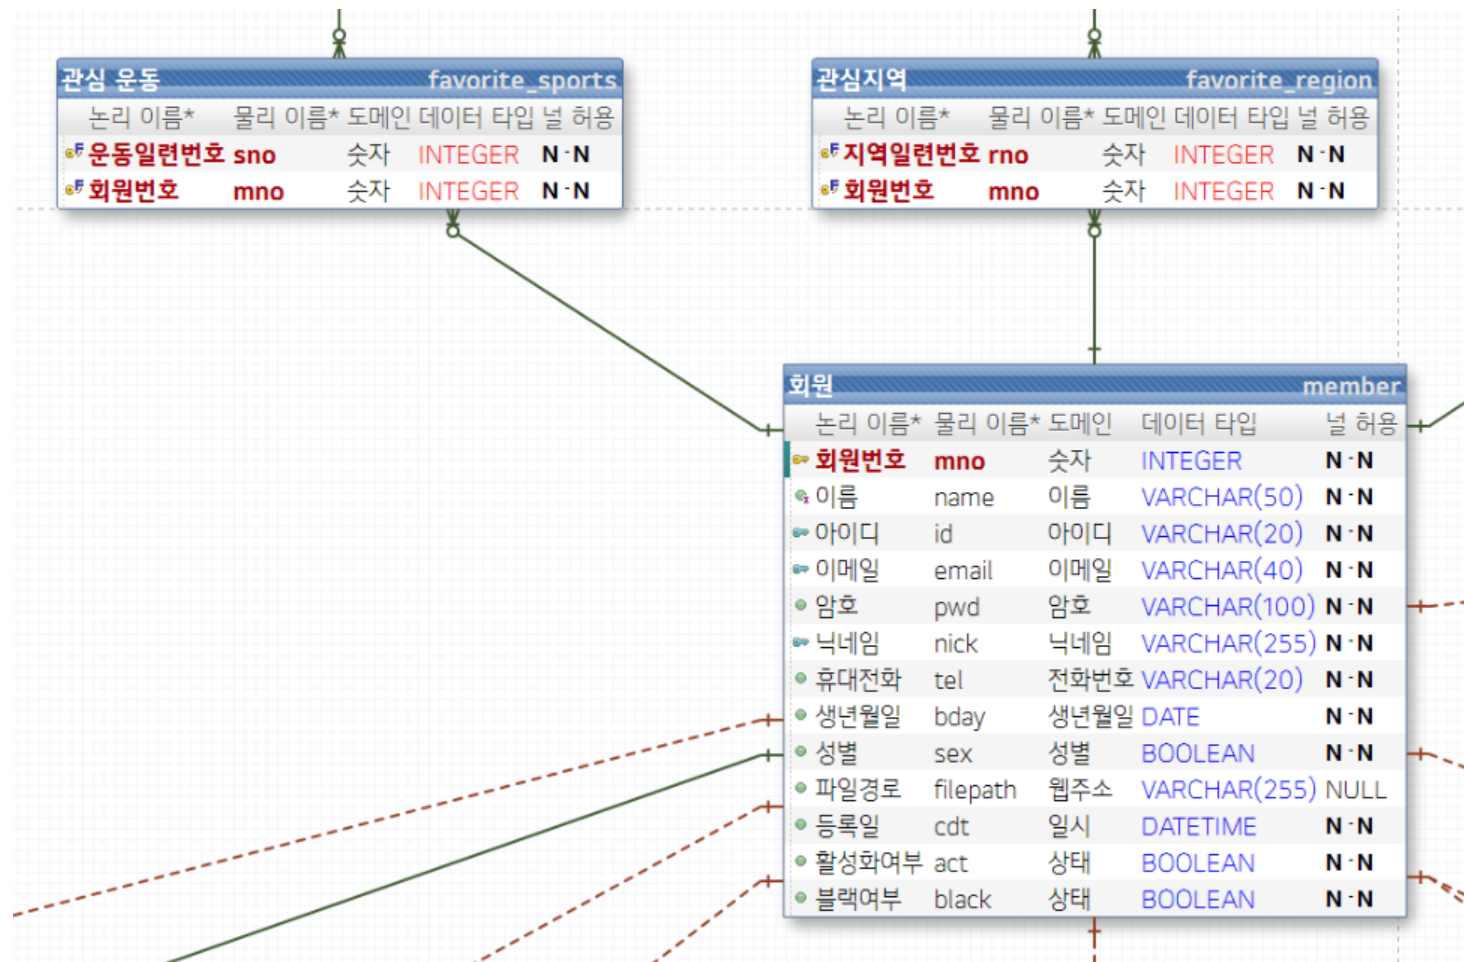 관심 운동 favorite_sports
논리 이름* 물리 이름* 도메인 데이터 타입 널 허용
운동일련번호 sno 숫자 INTEGER N-N
회원번호 mno 숫자 INTEGER N-N
관심지역 favorite_region
논리 이름* 물리 이름* 도메인 데이터 타입 널 허용
지역일련번호 rno 숫자 INTEGER N-N
회원번호 mno 숫자 INTEGER N-N
회원 member
논리 이름* 물리 이름* 도메인 데이터 타입 널 허용
회원번호 mno 숫자 INTEGER N-N
이름 name 이름 VARCHAR(50) N-N
아이디 id 아이디 VARCHAR(20) N-N
이메일 email 이메일 VARCHAR(40) N-N
암호 pwd 암호 VARCHAR(100) N-N
닉네임 nick 닉네임 VARCHAR(255) N-N
휴대전화 tel 전화번호 VARCHAR(20) N-N
생년월일 bday 생년월일 DATE N-N
성별 sex 성별 BOOLEAN N-N
파일경로 filepath 웹주소 VARCHAR(255) NULL
등록일 cdt 일시 DATETIME N-N
활성화여부 act 상태 BOOLEAN N-N
블랙여부 black 상태 BOOLEAN N-N